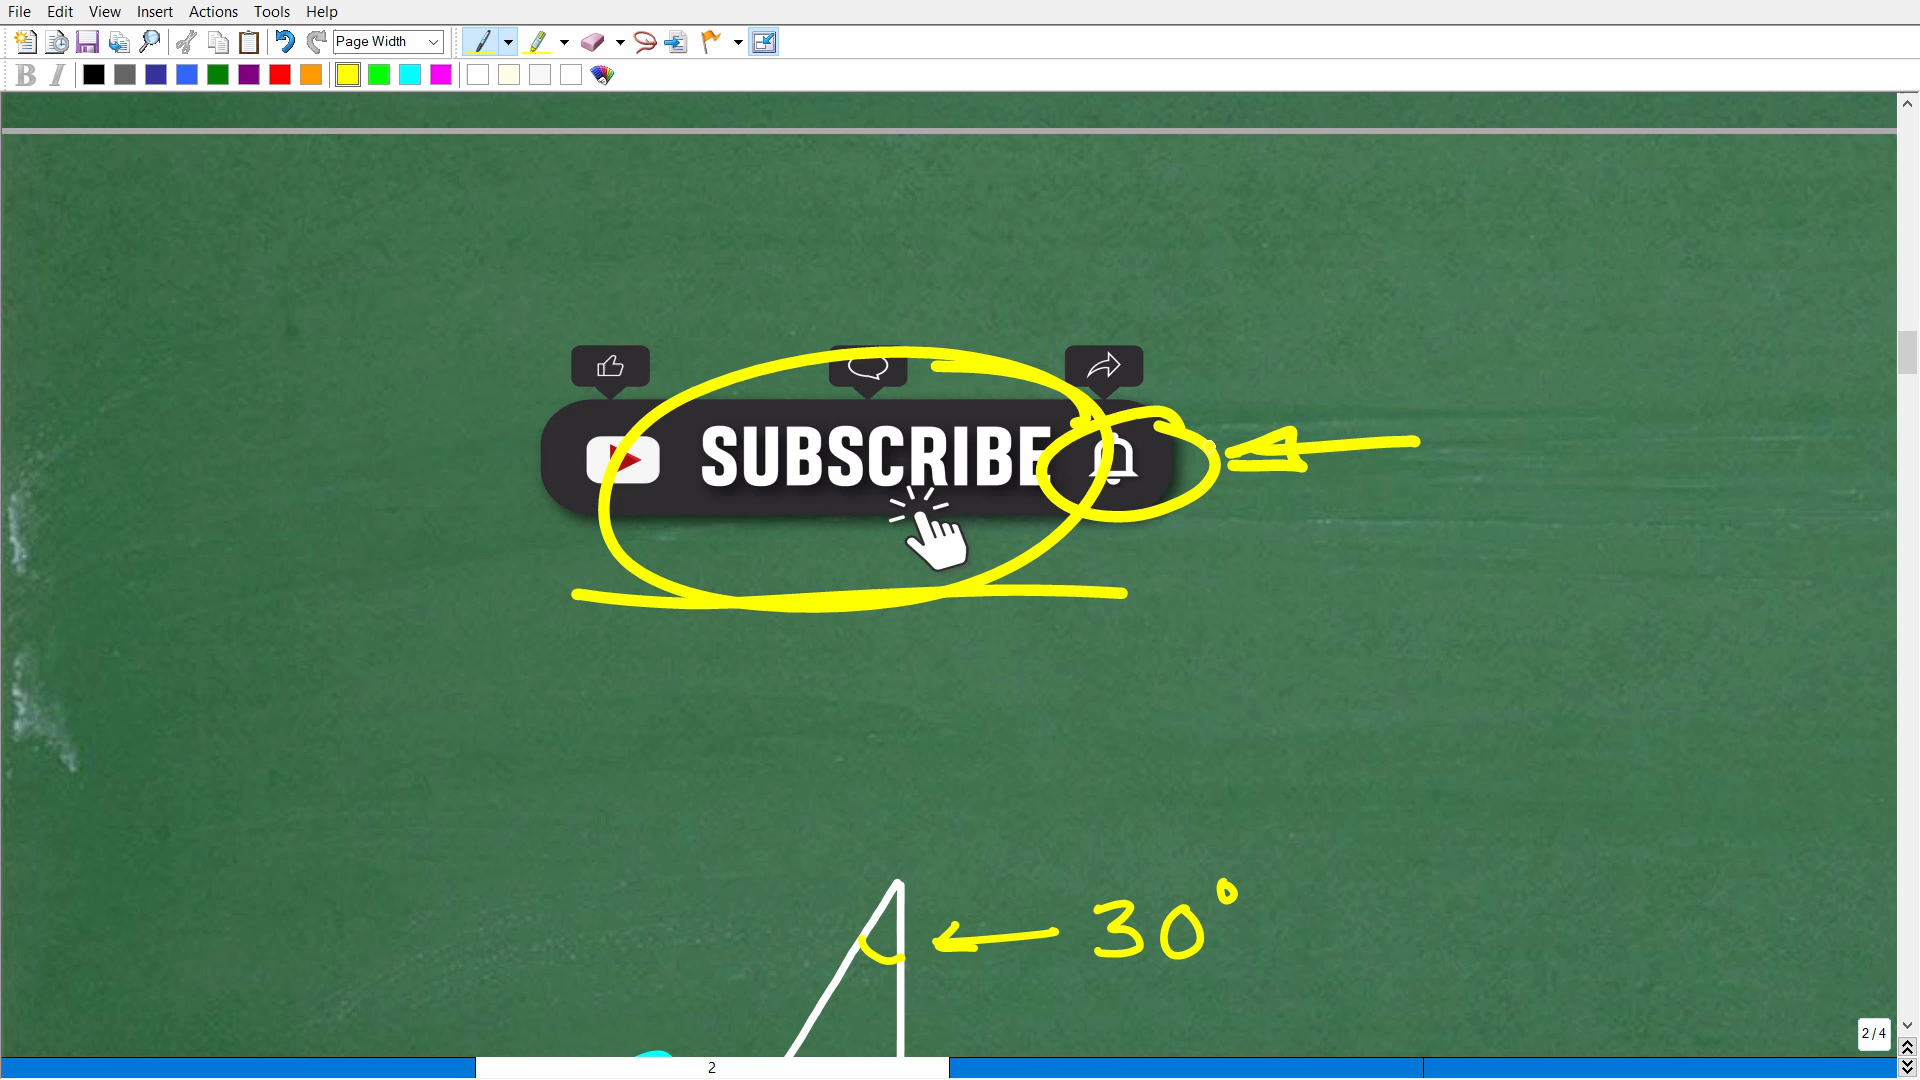 File Edit View Insert Actions Tools Help
Page Width
B I
SUBSCRIBE
30°
2 / 4
2